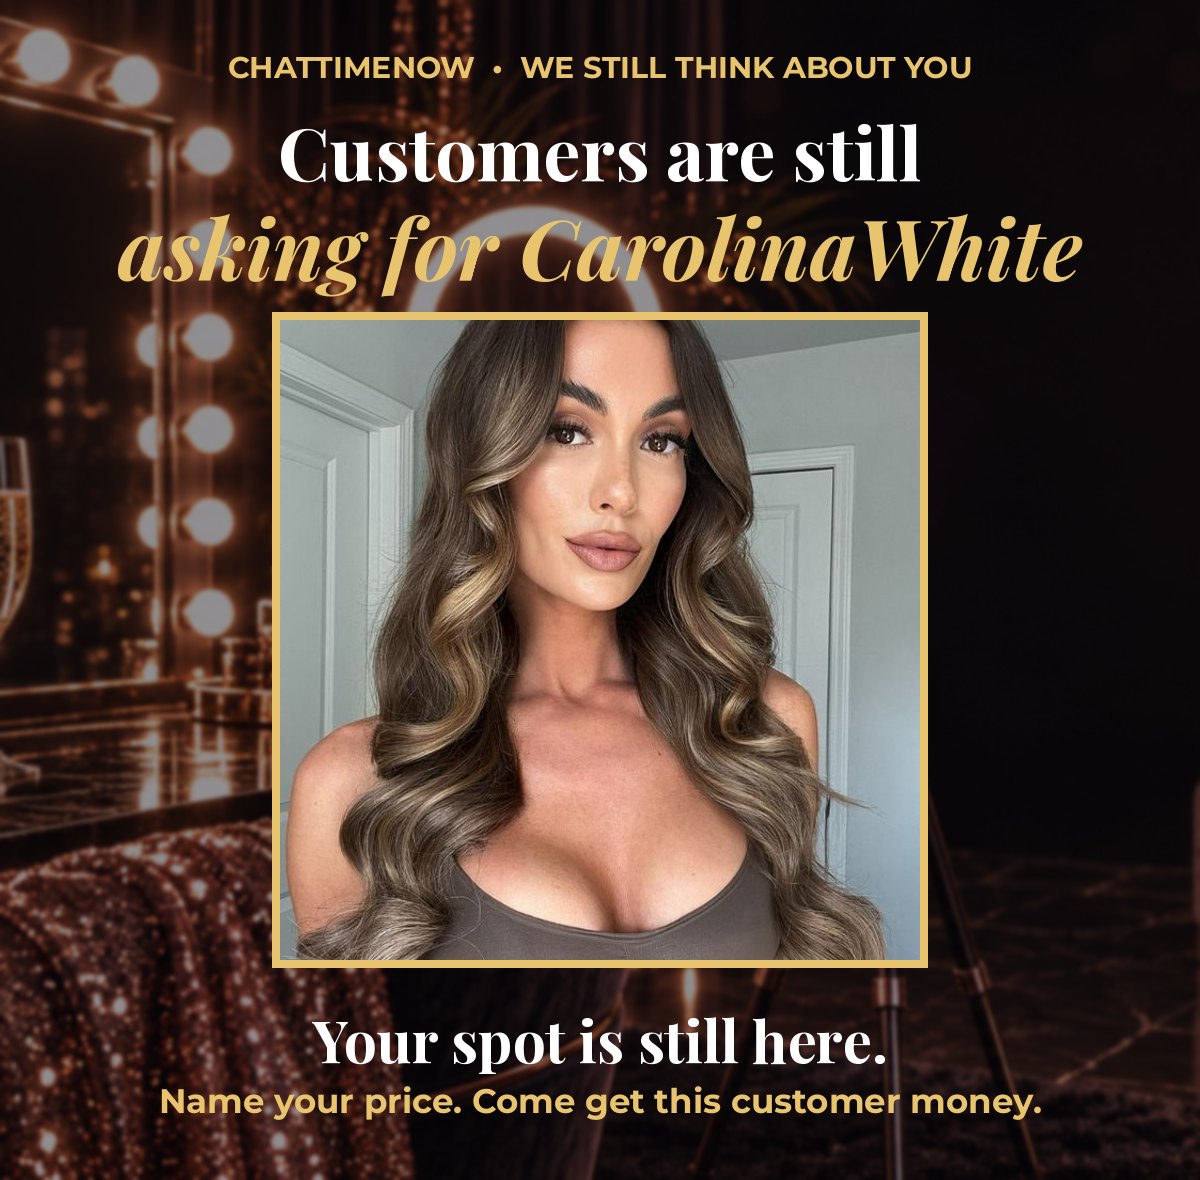 CHATTIMENOW • WE STILL THINK ABOUT YOU
Customers are still
asking for CarolinaWhite
Your spot is still here.
Name your price. Come get this customer money.